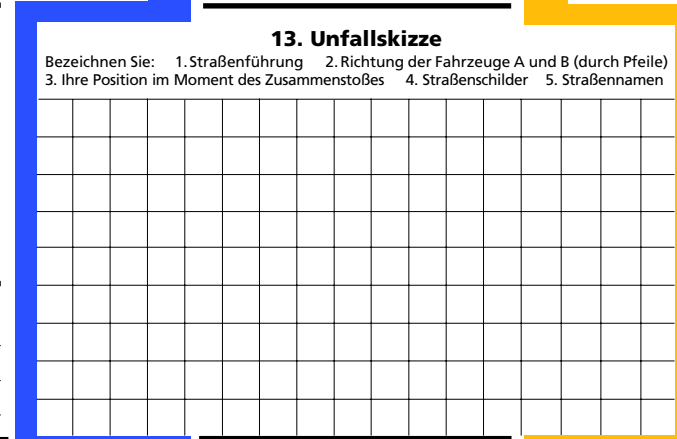 13. Unfallskizze
Bezeichnen Sie: 1. Straßenführung 2. Richtung der Fahrzeuge A und B (durch Pfeile)
3. Ihre Position im Moment des Zusammenstoßes 4. Straßenschilder 5. Straßennamen